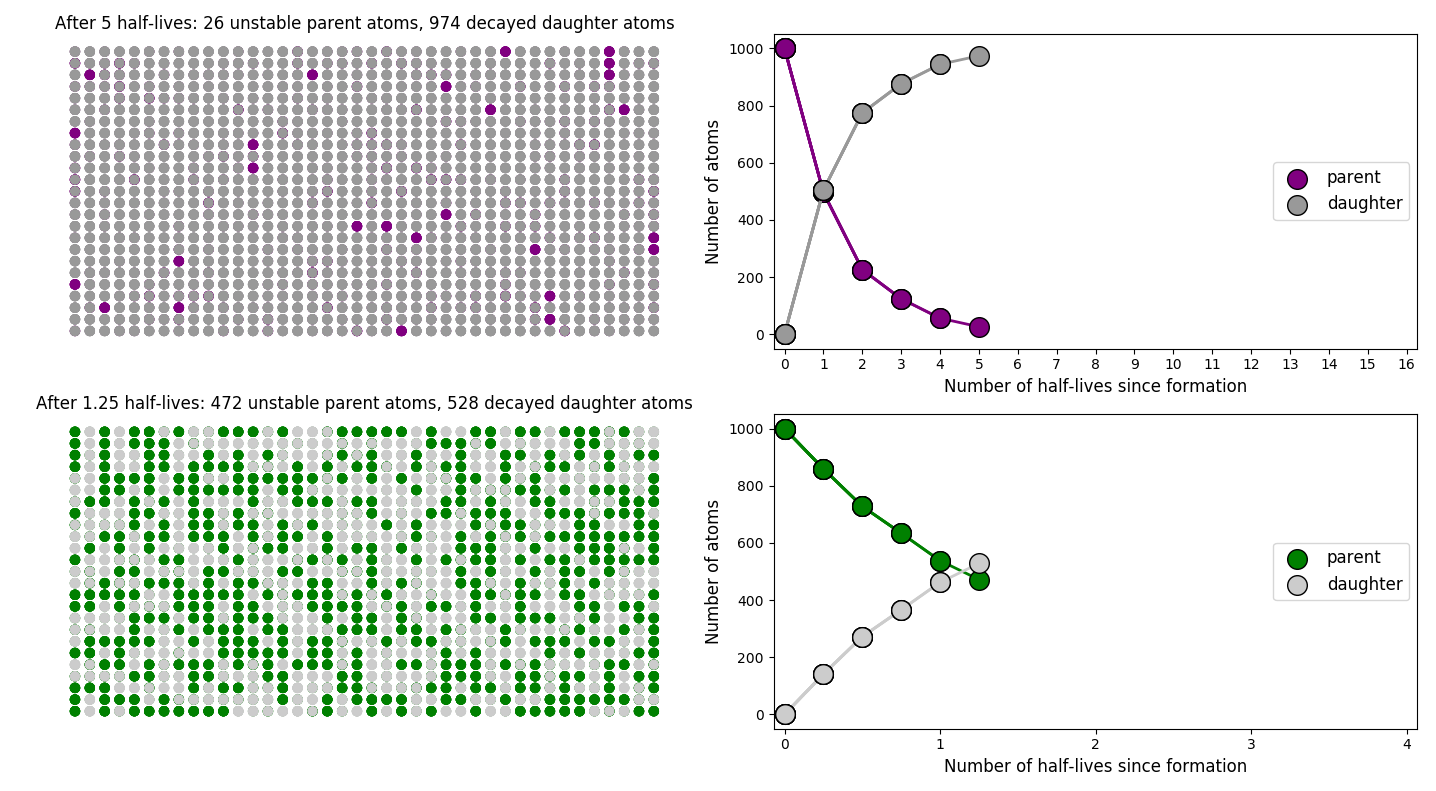 After 5 half-lives: 26 unstable parent atoms, 974 decayed daughter atoms
1000
800
600
400
200
0
Number of atoms
parent
daughter
0 1 2 3 4 5 6 7 8 9 10 11 12 13 14 15 16
Number of half-lives since formation
After 1.25 half-lives: 472 unstable parent atoms, 528 decayed daughter atoms
1000
800
600
400
200
0
Number of atoms
parent
daughter
0 1 2 3 4
Number of half-lives since formation